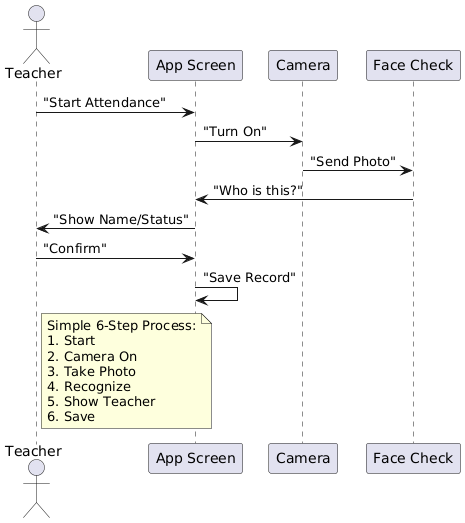 Teacher
App Screen
Camera
Face Check
"Start Attendance"
"Turn On"
"Send Photo"
"Who is this?"
"Show Name/Status"
"Confirm"
"Save Record"
Simple 6-Step Process:
1. Start
2. Camera On
3. Take Photo
4. Recognize
5. Show Teacher
6. Save
Teacher
App Screen
Camera
Face Check